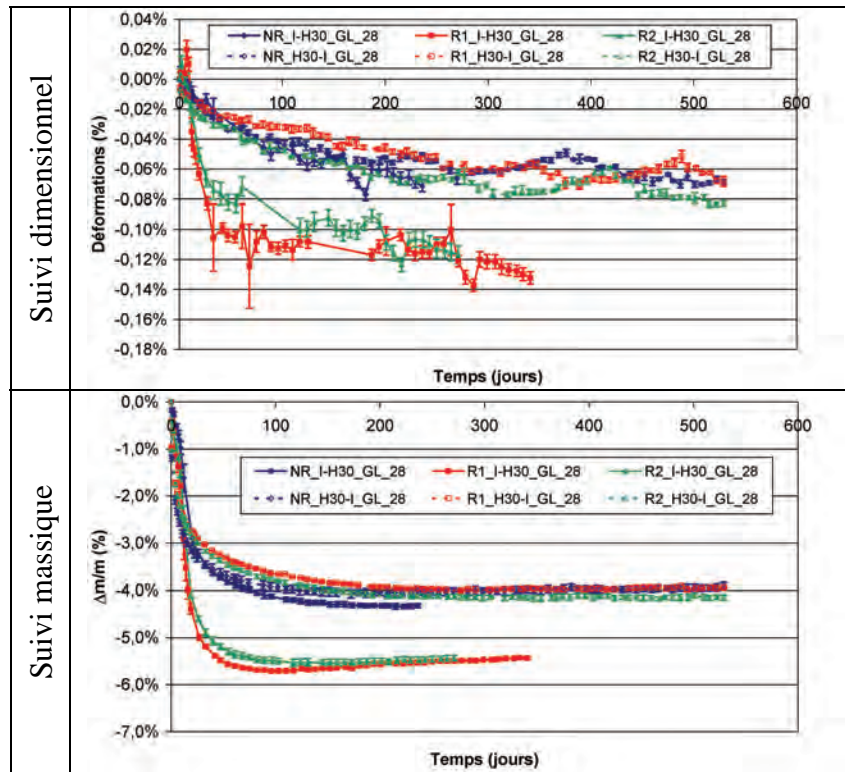 Suivi dimensionnel
Déformations (%)
0,04%
0,02%
0,00%
-0,02%
-0,04%
-0,06%
-0,08%
-0,10%
-0,12%
-0,14%
-0,16%
-0,18%
NR_I-H30_GL_28 R1_I-H30_GL_28 R2_I-H30_GL_28
NR_H30-I_GL_28 R1_H30-I_GL_28 R2_H30-I_GL_28
0 100 200 300 400 500 600
Temps (jours)
Suivi massique
Δm/m (%)
0,0%
-1,0%
-2,0%
-3,0%
-4,0%
-5,0%
-6,0%
-7,0%
0 100 200 300 400 500 600
NR_I-H30_GL_28 R1_I-H30_GL_28 R2_I-H30_GL_28
NR_H30-I_GL_28 R1_H30-I_GL_28 R2_H30-I_GL_28
Temps (jours)